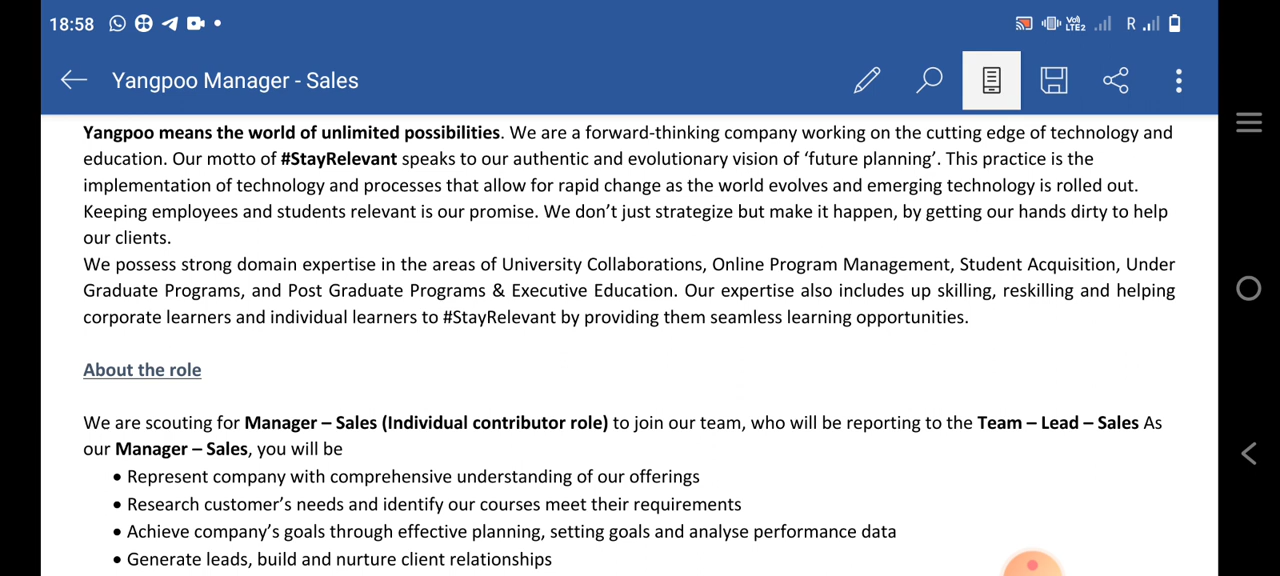 18:58
Vo) LTE2 R
Yangpoo Manager - Sales
Yangpoo means the world of unlimited possibilities. We are a forward-thinking company working on the cutting edge of technology and
education. Our motto of #StayRelevant speaks to our authentic and evolutionary vision of ‘future planning’. This practice is the
implementation of technology and processes that allow for rapid change as the world evolves and emerging technology is rolled out.
Keeping employees and students relevant is our promise. We don’t just strategize but make it happen, by getting our hands dirty to help
our clients.
We possess strong domain expertise in the areas of University Collaborations, Online Program Management, Student Acquisition, Under
Graduate Programs, and Post Graduate Programs & Executive Education. Our expertise also includes up skilling, reskilling and helping
corporate learners and individual learners to #StayRelevant by providing them seamless learning opportunities.
About the role
We are scouting for Manager – Sales (Individual contributor role) to join our team, who will be reporting to the Team – Lead – Sales As
our Manager – Sales, you will be
• Represent company with comprehensive understanding of our offerings
• Research customer’s needs and identify our courses meet their requirements
• Achieve company’s goals through effective planning, setting goals and analyse performance data
• Generate leads, build and nurture client relationships